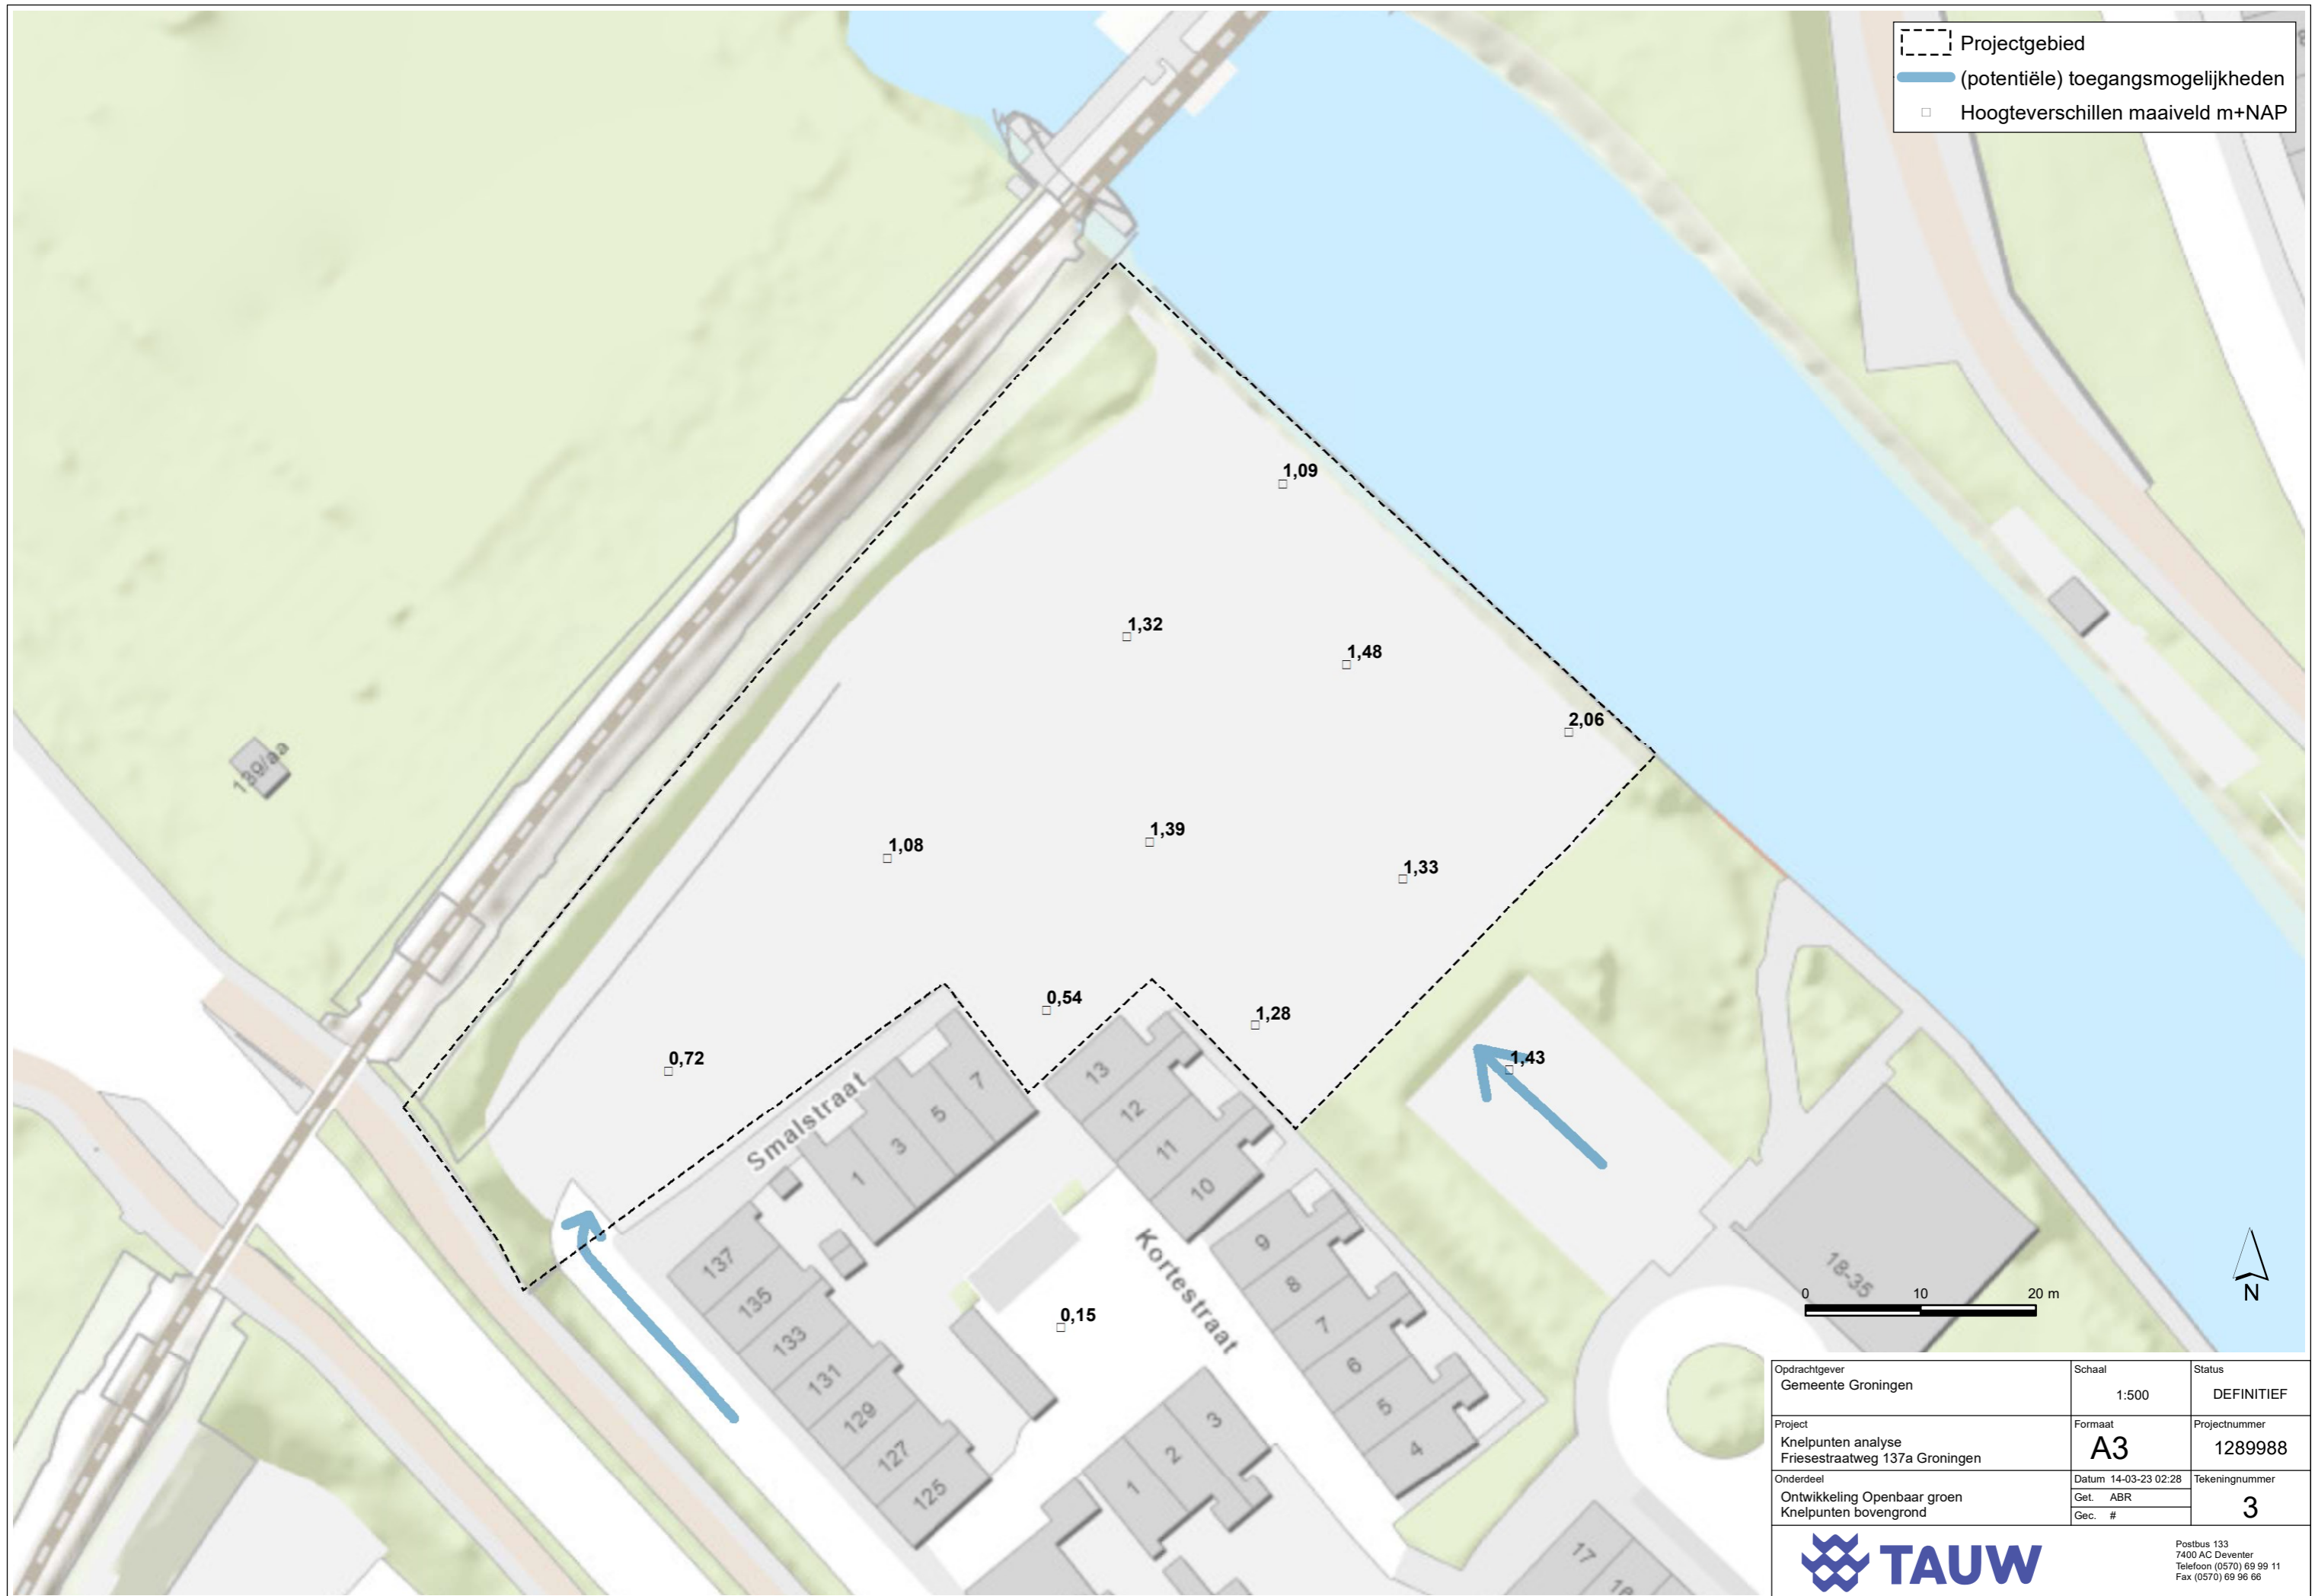 Projectgebied
(potentiële) toegangsmogelijkheden
Hoogteverschillen maaiveld m+NAP
1,09
1,32
1,48
2,06
139/aa
1,08
1,39
1,33
0,54
1,28
0,72
1,43
Smalstraat
1
3
5
7
13
12
11
10
Kortestraat
9
8
7
6
5
4
137
135
133
131
129
127
125
0,15
1
2
3
18-35
17
0
10
20 m
N
Opdrachtgever
Gemeente Groningen
Schaal
1:500
Status
DEFINITIEF
Project
Knelpunten analyse
Friesestraatweg 137a Groningen
Formaat
A3
Projectnummer
1289988
Onderdeel
Ontwikkeling Openbaar groen
Knelpunten bovengrond
Datum 14-03-23 02:28
Get. ABR
Gec. #
Tekeningnummer
3
TAUW
Postbus 133
7400 AC Deventer
Telefoon (0570) 69 99 11
Fax (0570) 69 96 66